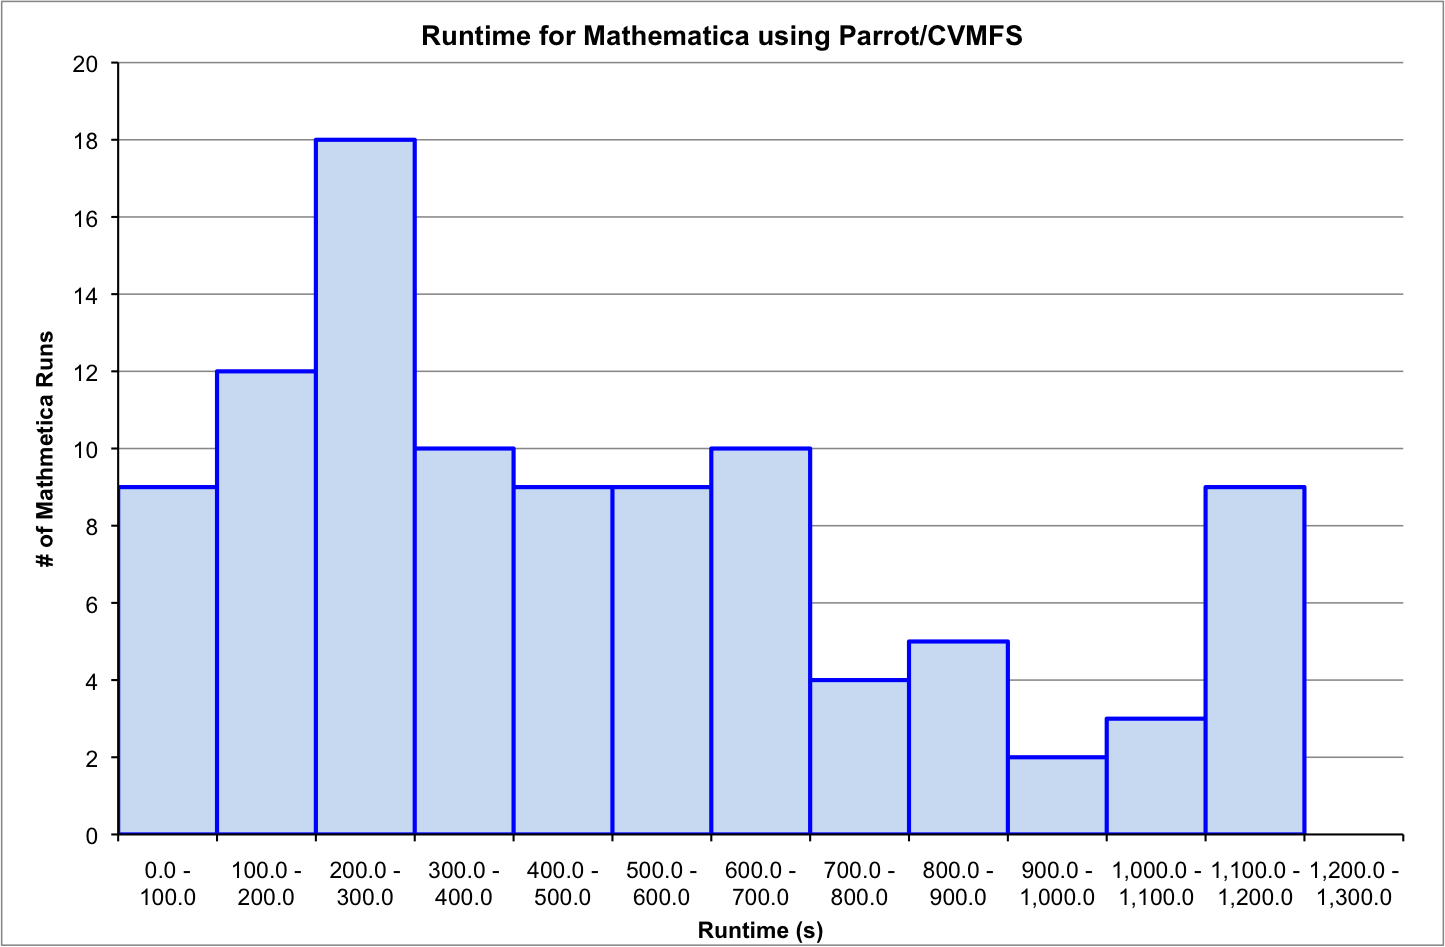 Runtime for Mathematica using Parrot/CVMFS
20
18
16
14
12
10
8
6
4
2
0
# of Mathmetica Runs
0.0 - 100.0 - 200.0 - 300.0 - 400.0 - 500.0 - 600.0 - 700.0 - 800.0 - 900.0 - 1,000.0 - 1,100.0 - 1,200.0 -
100.0 200.0 300.0 400.0 500.0 600.0 700.0 800.0 900.0 1,000.0 1,100.0 1,200.0 1,300.0
Runtime (s)